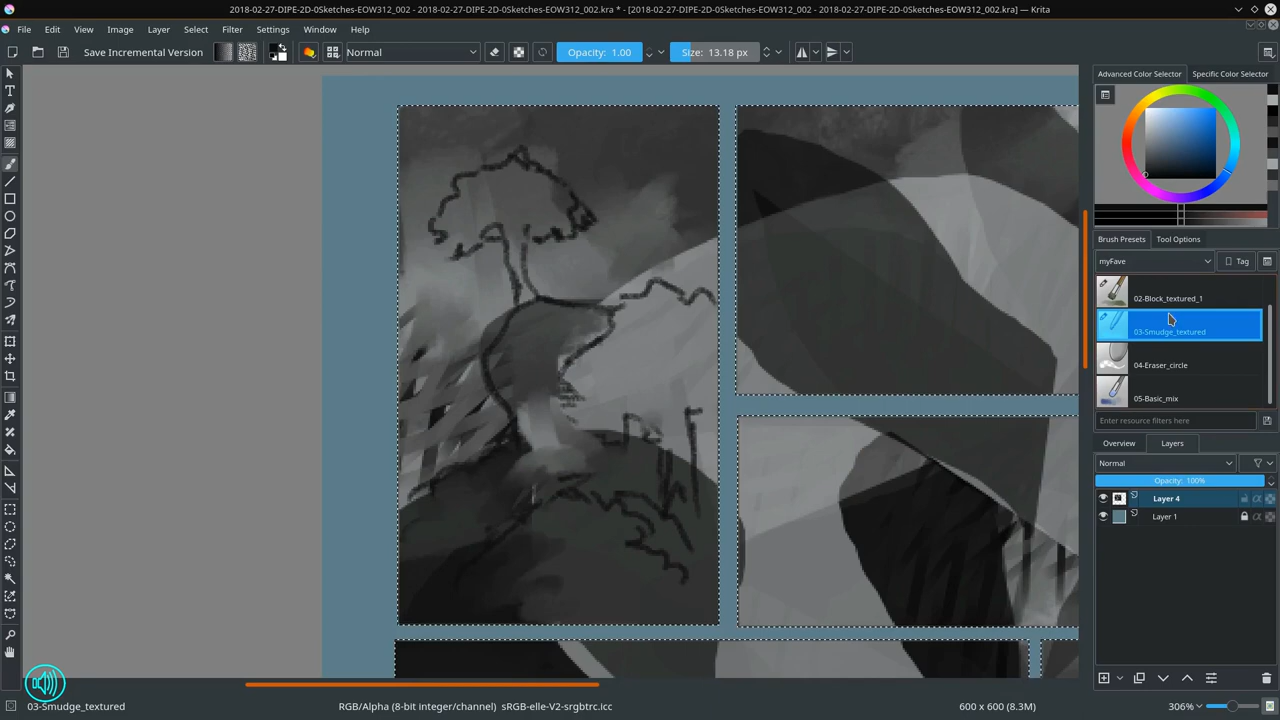 2018-02-27-DIPE-2D-0Sketches-EOW312_002 - 2018-02-27-DIPE-2D-0Sketches-EOW312_002.kra * - [2018-02-27-DIPE-2D-0Sketches-EOW312_002 - 2018-02-27-DIPE-2D-0Sketches-EOW312_002.kra] — Krita
File Edit View Image Layer Select Filter Settings Window Help
Save Incremental Version Normal Opacity: 1.00 Size: 13.18 px
Advanced Color Selector Specific Color Selector
Brush Presets Tool Options
myFave Tag
02-Block_textured_1
03-Smudge_textured
04-Eraser_circle
05-Basic_mix
Enter resource filters here
Overview Layers
Normal
Opacity: 100%
Layer 4
Layer 1
03-Smudge_textured RGB/Alpha (8-bit integer/channel) sRGB-elle-V2-srgbtrc.icc 600 x 600 (8.3M) 306%